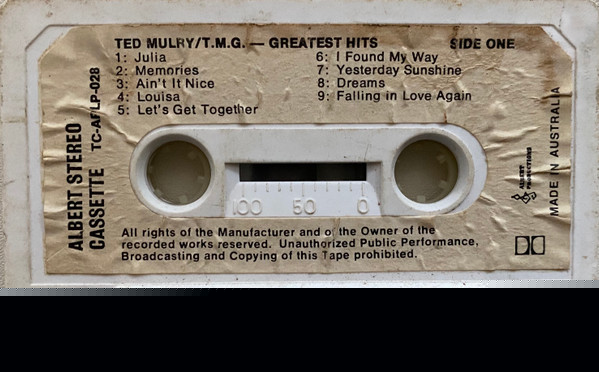 TED MULRY/T.M.G. — GREATEST HITS SIDE ONE
1: Julia
2: Memories
3: Ain't It Nice
4: Louisa
5: Let's Get Together
6: I Found My Way
7: Yesterday Sunshine
8: Dreams
9: Falling in Love Again
ALBERT STEREO
CASSETTE TC-APLP-028
100 50 0
ALBERT
PRODUCTIONS
MADE IN AUSTRALIA
All rights of the Manufacturer and of the Owner of the
recorded works reserved. Unauthorized Public Performance,
Broadcasting and Copying of this Tape prohibited.